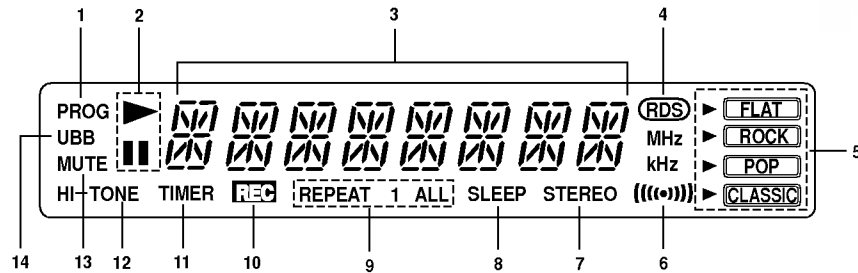 1 2 3 4
PROG RDS FLAT
UBB MHz ROCK 5
MUTE kHz POP
HI-TONE TIMER REC REPEAT 1 ALL SLEEP STEREO CLASSIC
14 13 12 11 10 9 8 7 6